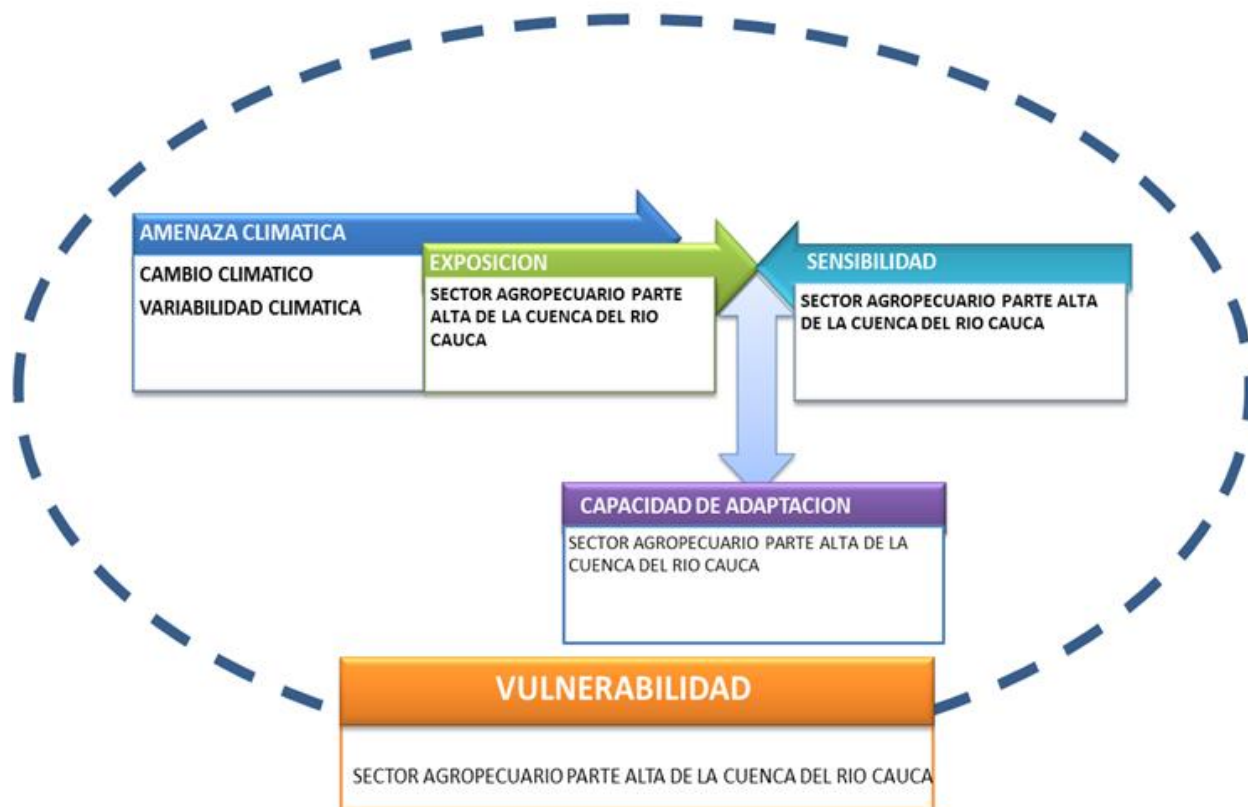 AMENAZA CLIMATICA
CAMBIO CLIMATICO
VARIABILIDAD CLIMATICA
EXPOSICION
SECTOR AGROPECUARIO PARTE
ALTA DE LA CUENCA DEL RIO
CAUCA
SENSIBILIDAD
SECTOR AGROPECUARIO PARTE ALTA
DE LA CUENCA DEL RIO CAUCA
CAPACIDAD DE ADAPTACION
SECTOR AGROPECUARIO PARTE ALTA DE LA
CUENCA DEL RIO CAUCA
VULNERABILIDAD
SECTOR AGROPECUARIO PARTE ALTA DE LA CUENCA DEL RIO CAUCA